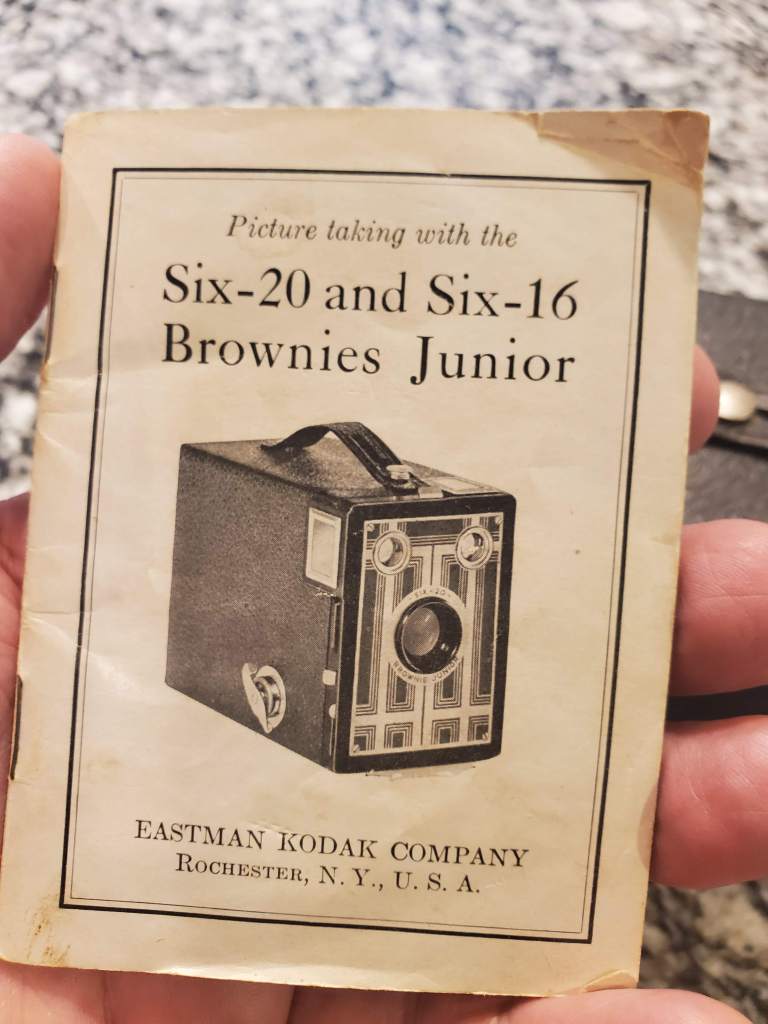 Picture taking with the
Six-20 and Six-16
Brownies Junior
SIX-20
BROWNIE JUNIOR
EASTMAN KODAK COMPANY
ROCHESTER, N. Y., U. S. A.